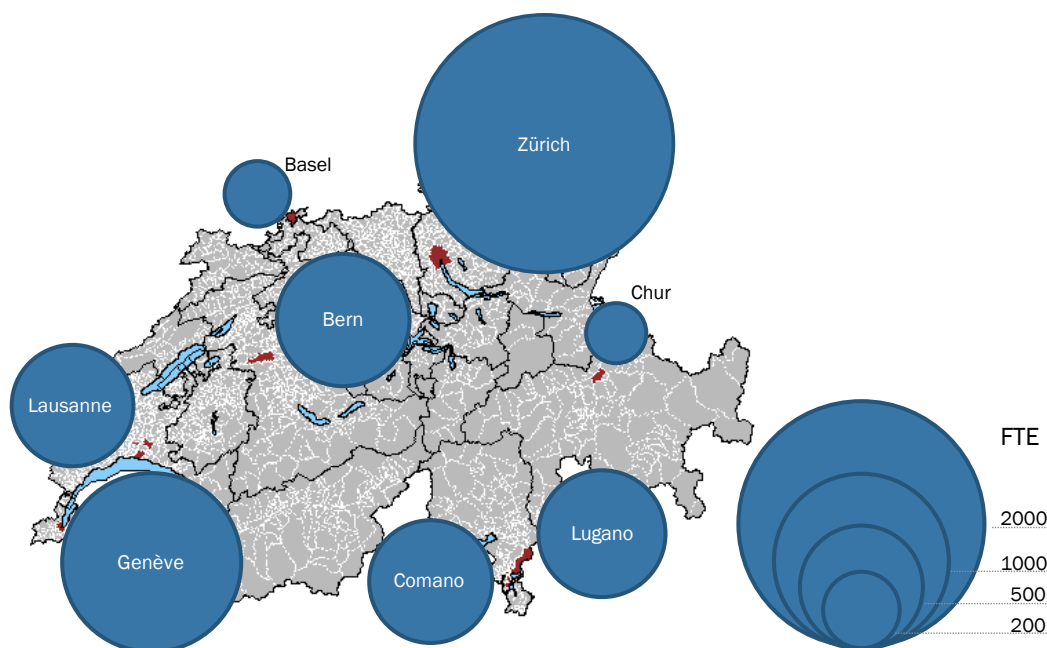 Zürich
Basel
Chur
Bern
Lausanne
FTE
2000
Lugano
Genève
1000
Comano
500
200